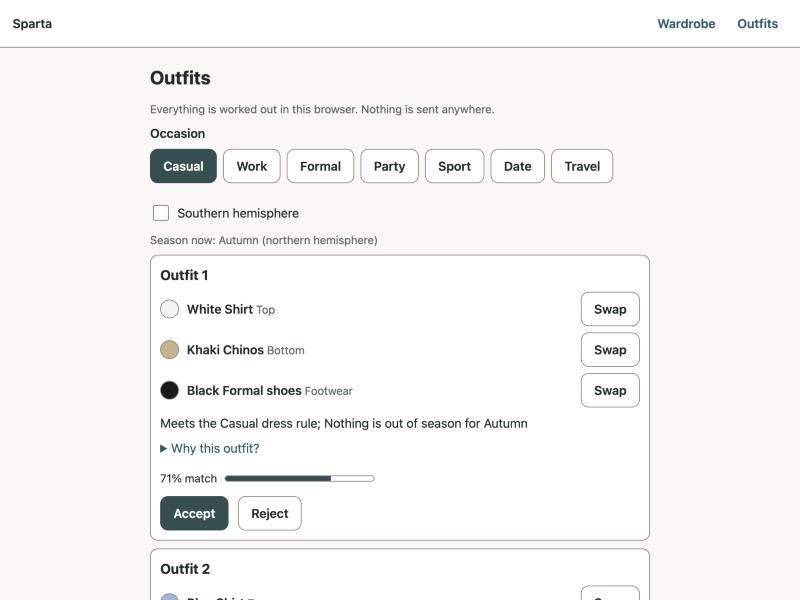 Sparta
Wardrobe Outfits
Outfits
Everything is worked out in this browser. Nothing is sent anywhere.
Occasion
Casual Work Formal Party Sport Date Travel
Southern hemisphere
Season now: Autumn (northern hemisphere)
Outfit 1
White Shirt Top Swap
Khaki Chinos Bottom Swap
Black Formal shoes Footwear Swap
Meets the Casual dress rule; Nothing is out of season for Autumn
Why this outfit?
71% match
Accept Reject
Outfit 2